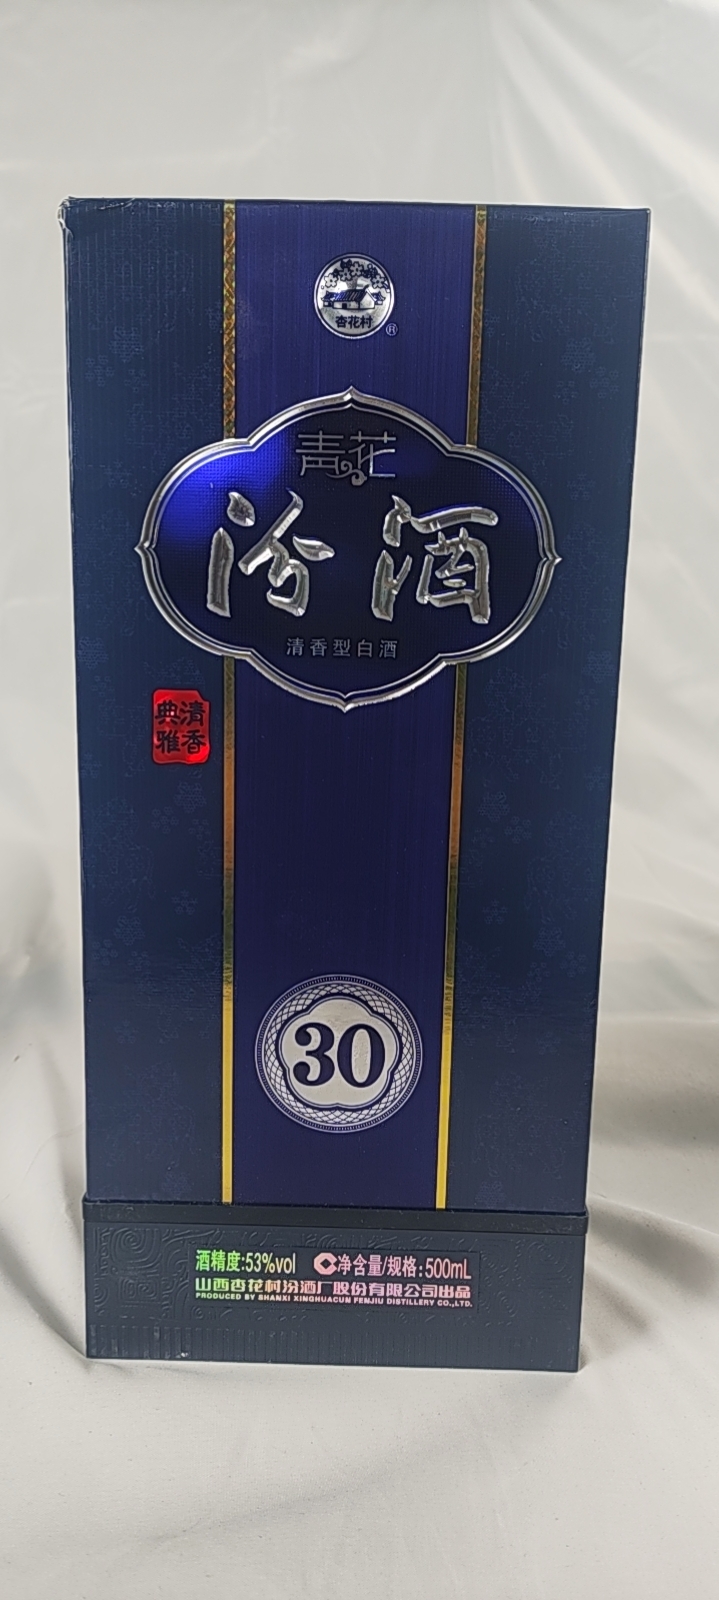 杏花村
®
青花
汾酒
清香型白酒
清香
典雅
30
酒精度:53%vol 净含量/规格:500mL
山西杏花村汾酒厂股份有限公司出品
PRODUCED BY SHANXI XINGHUACUN FENJIU DISTILLERY CO.,LTD.